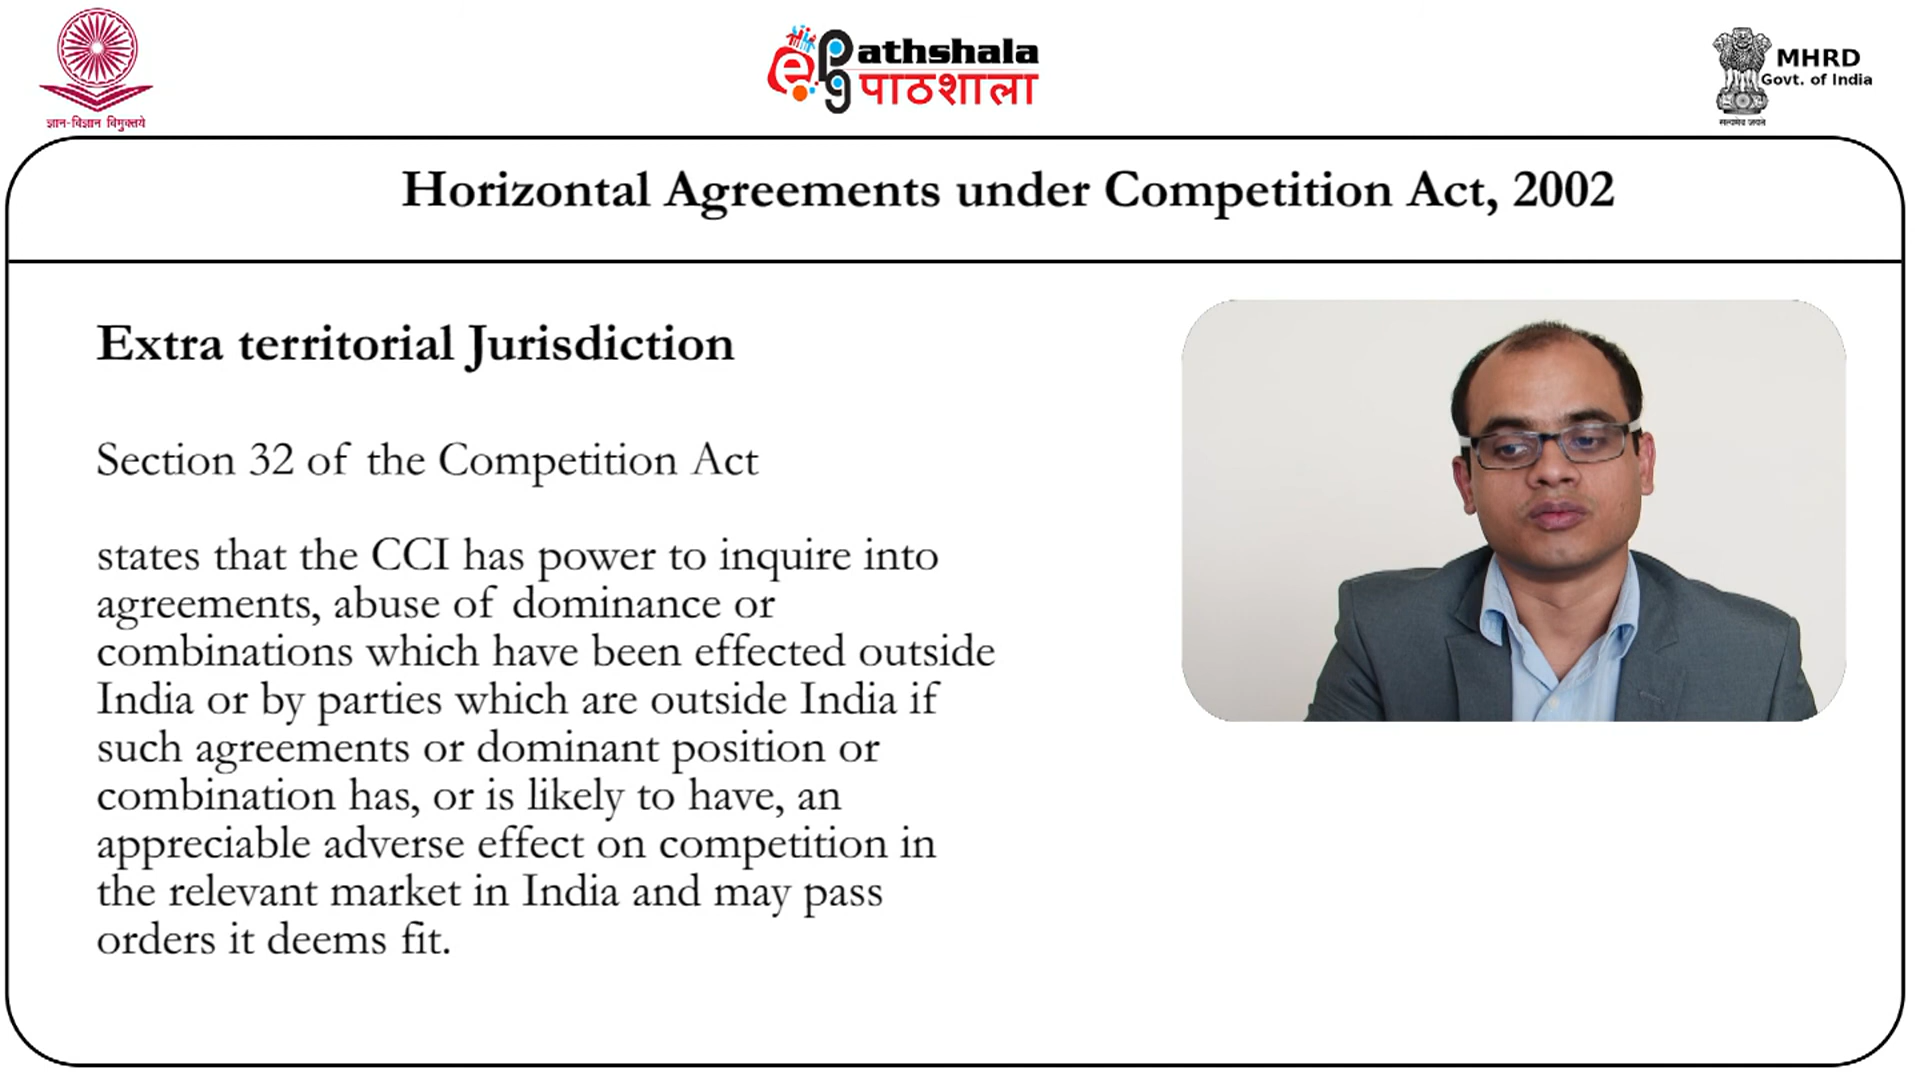 ज्ञान-विज्ञान विमुक्तये
ePGathshala
पाठशाला
MHRD
Govt. of India
सत्यमेव जयते
Horizontal Agreements under Competition Act, 2002
Extra territorial Jurisdiction
Section 32 of the Competition Act
states that the CCI has power to inquire into
agreements, abuse of dominance or
combinations which have been effected outside
India or by parties which are outside India if
such agreements or dominant position or
combination has, or is likely to have, an
appreciable adverse effect on competition in
the relevant market in India and may pass
orders it deems fit.